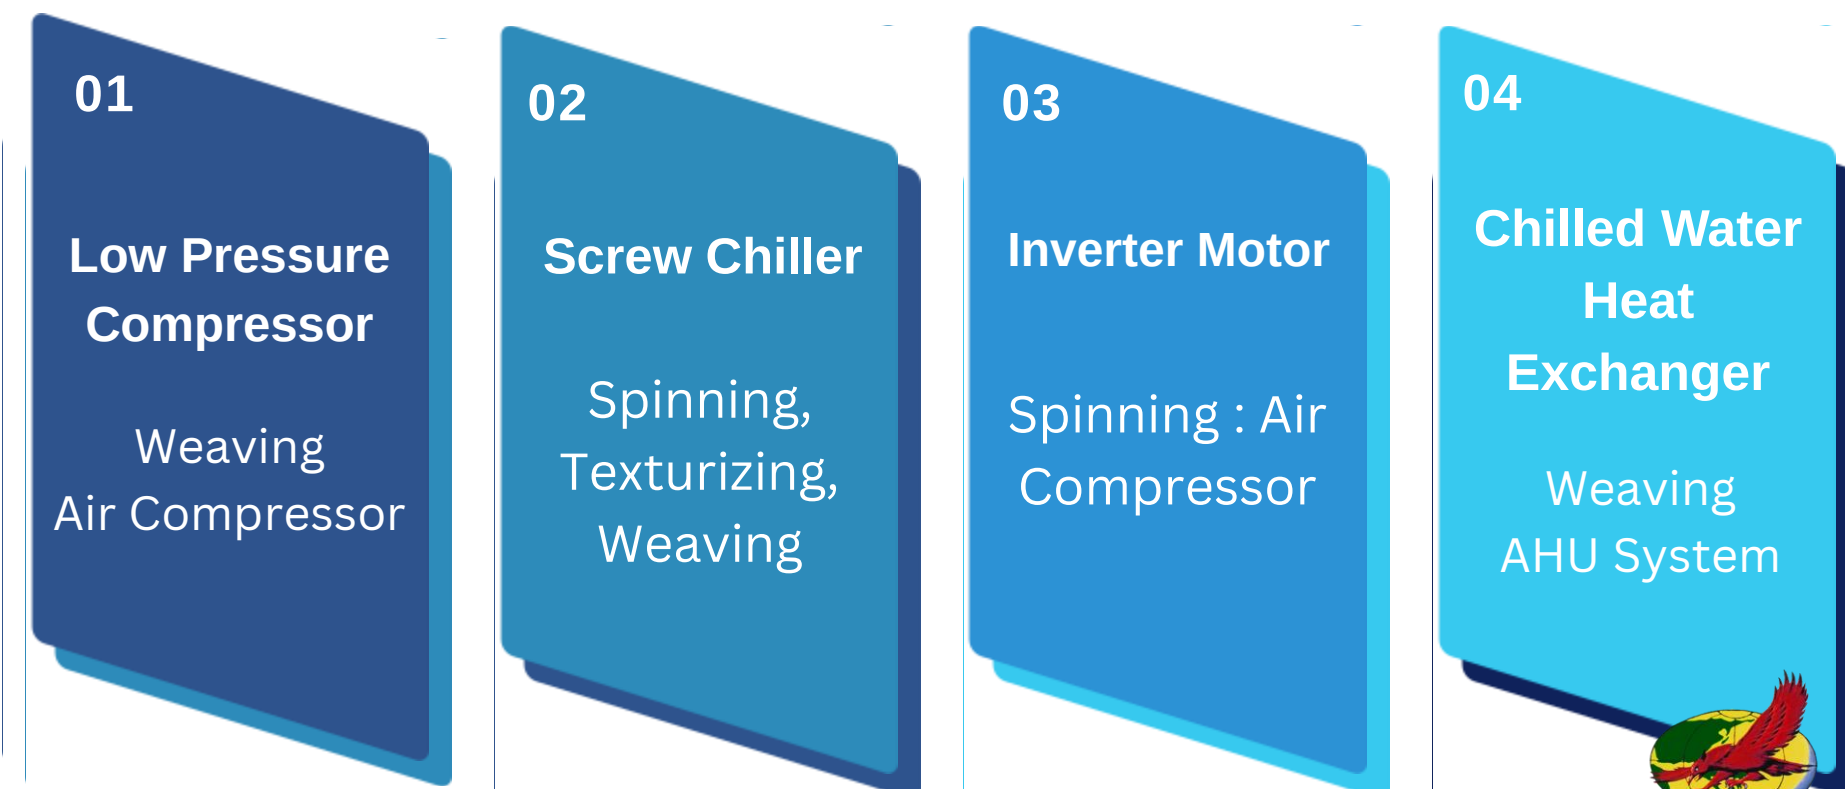 01
Low Pressure
Compressor
Weaving
Air Compressor
02
Screw Chiller
Spinning,
Texturizing,
Weaving
03
Inverter Motor
Spinning : Air
Compressor
04
Chilled Water
Heat
Exchanger
Weaving
AHU System